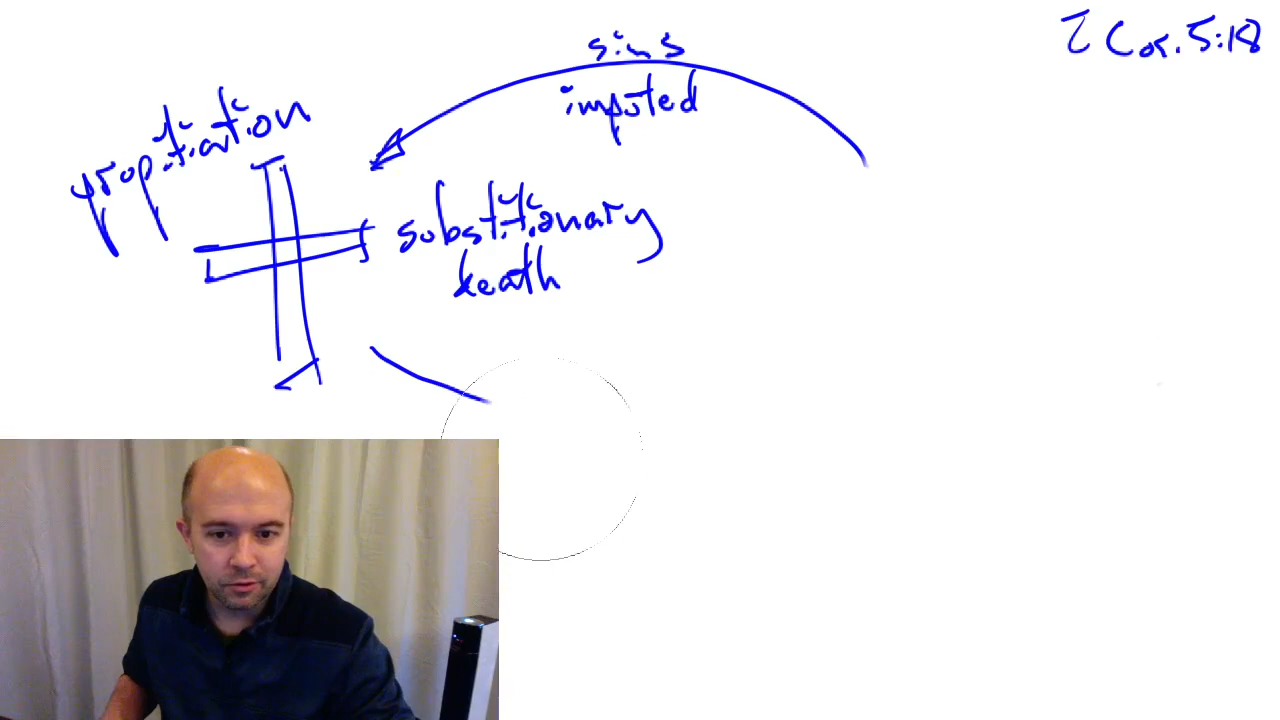 2 Cor. 5:18
sins
imputed
propitiation
substitutionary
death